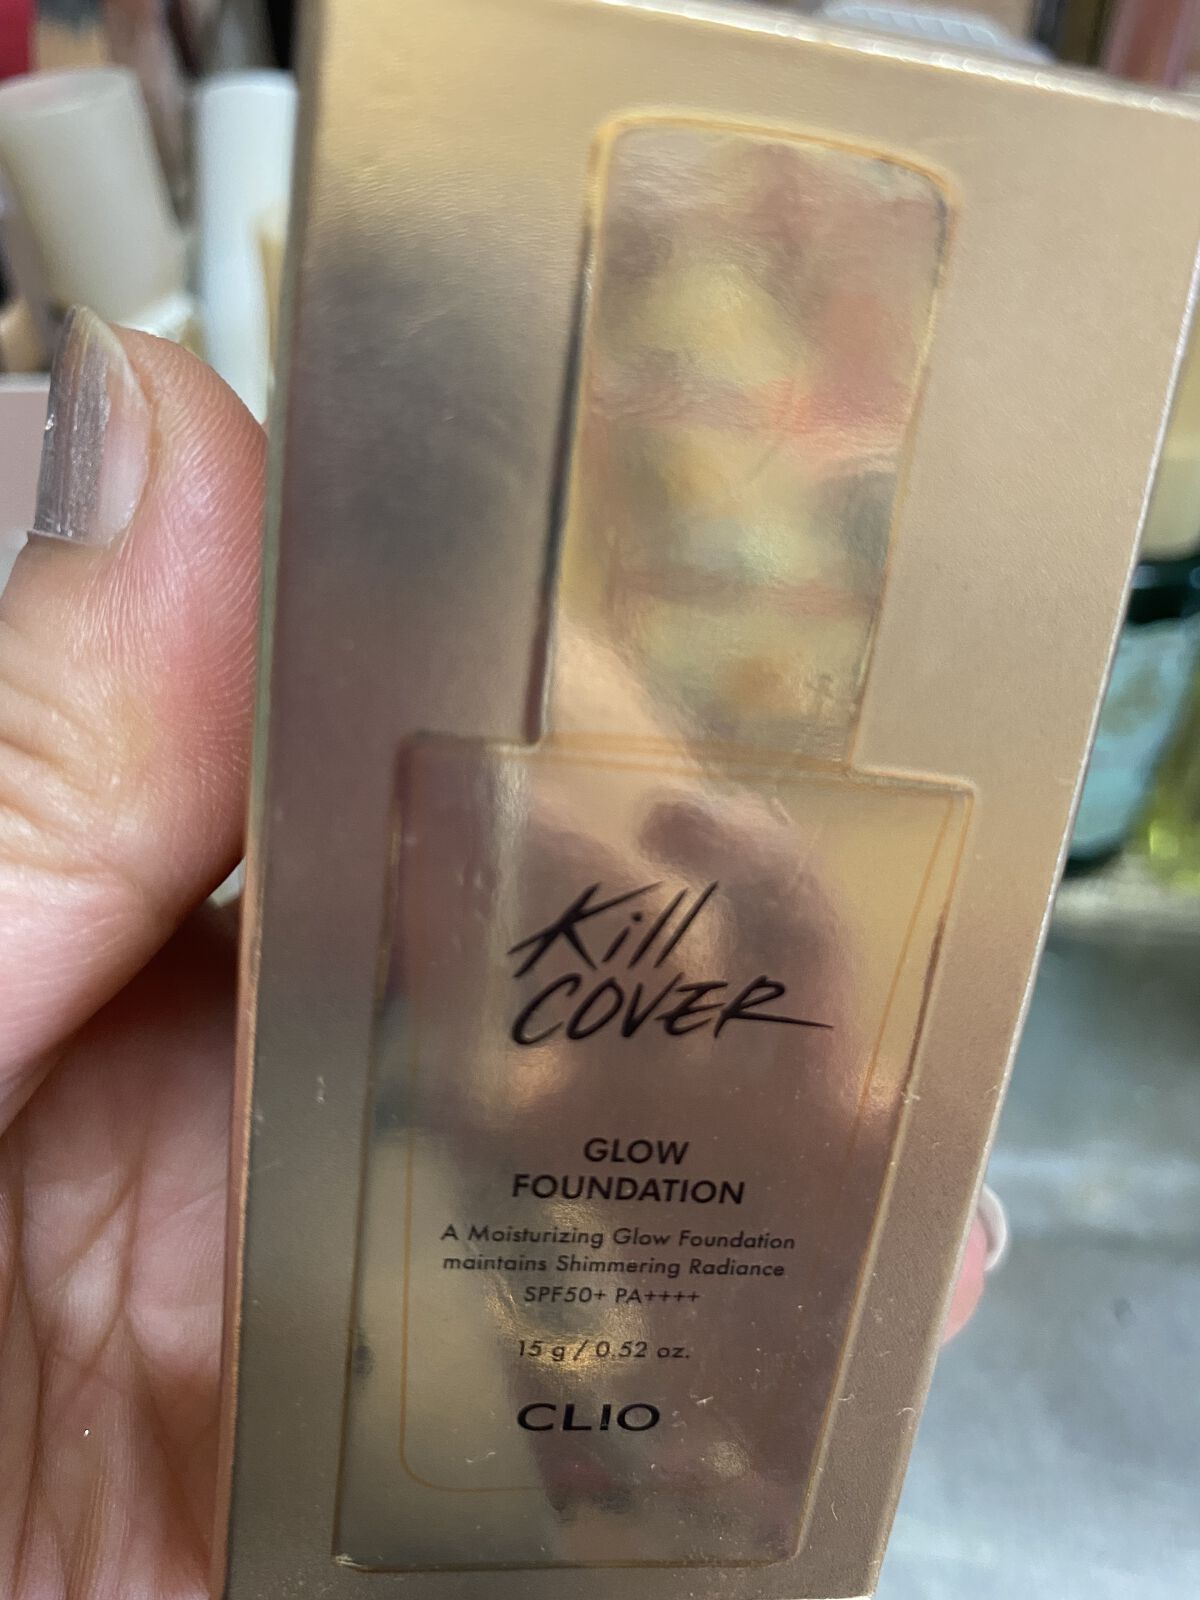 Kill
COVER
GLOW
FOUNDATION
A Moisturizing Glow Foundation
maintains Shimmering Radiance
SPF50+ PA++++
15 g / 0.52 oz.
CLIO